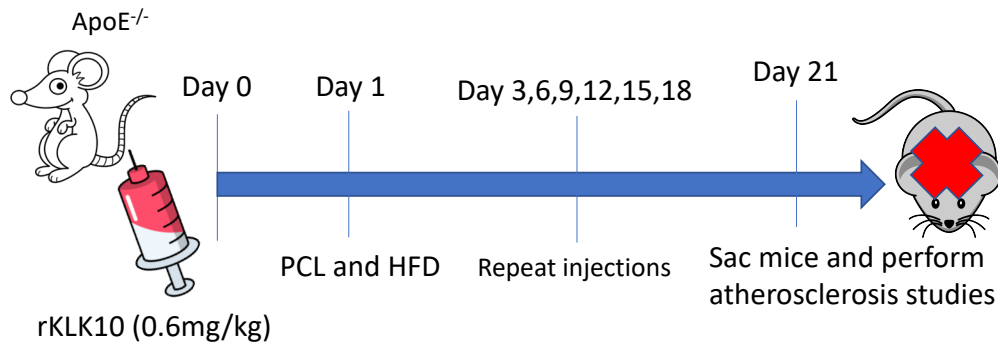 ApoE-/-
Day 0
Day 1
Day 3,6,9,12,15,18
Day 21
PCL and HFD
Repeat injections
Sac mice and perform
atherosclerosis studies
rKLK10 (0.6mg/kg)